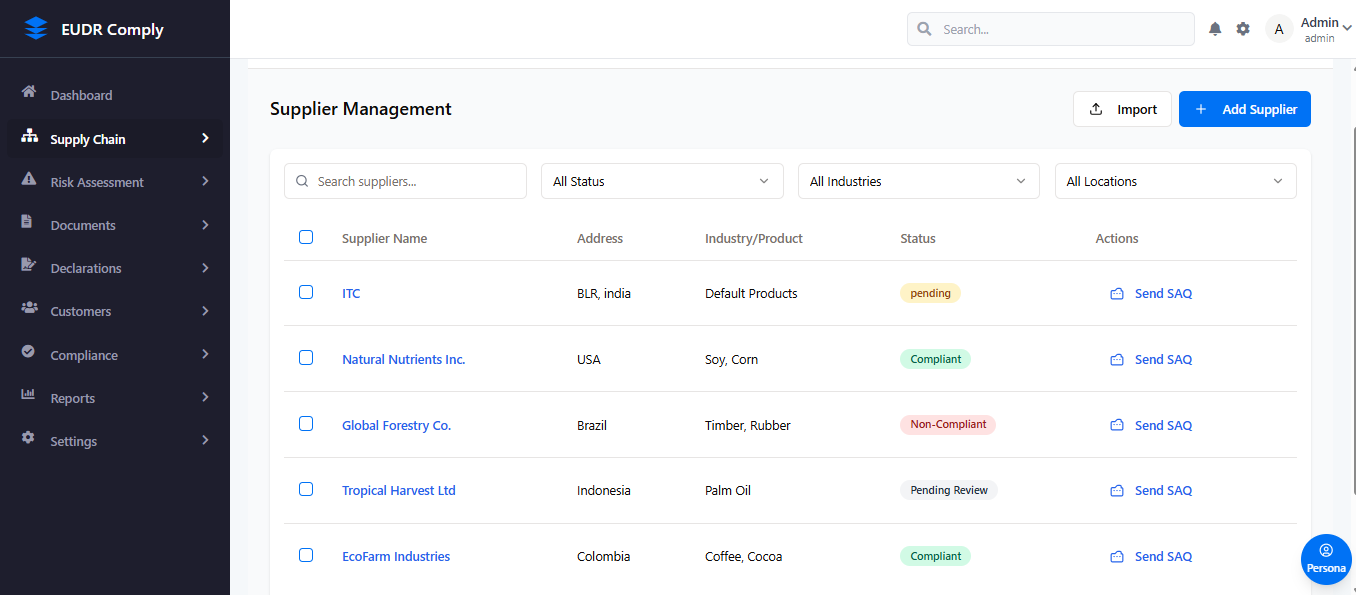 EUDR Comply
Search...
A
Admin
admin
Dashboard
Supply Chain
Risk Assessment
Documents
Declarations
Customers
Compliance
Reports
Settings
Supplier Management
Import
+ Add Supplier
Search suppliers...
All Status
All Industries
All Locations
Supplier Name Address Industry/Product Status Actions
ITC BLR, india Default Products pending Send SAQ
Natural Nutrients Inc. USA Soy, Corn Compliant Send SAQ
Global Forestry Co. Brazil Timber, Rubber Non-Compliant Send SAQ
Tropical Harvest Ltd Indonesia Palm Oil Pending Review Send SAQ
EcoFarm Industries Colombia Coffee, Cocoa Compliant Send SAQ
Persona